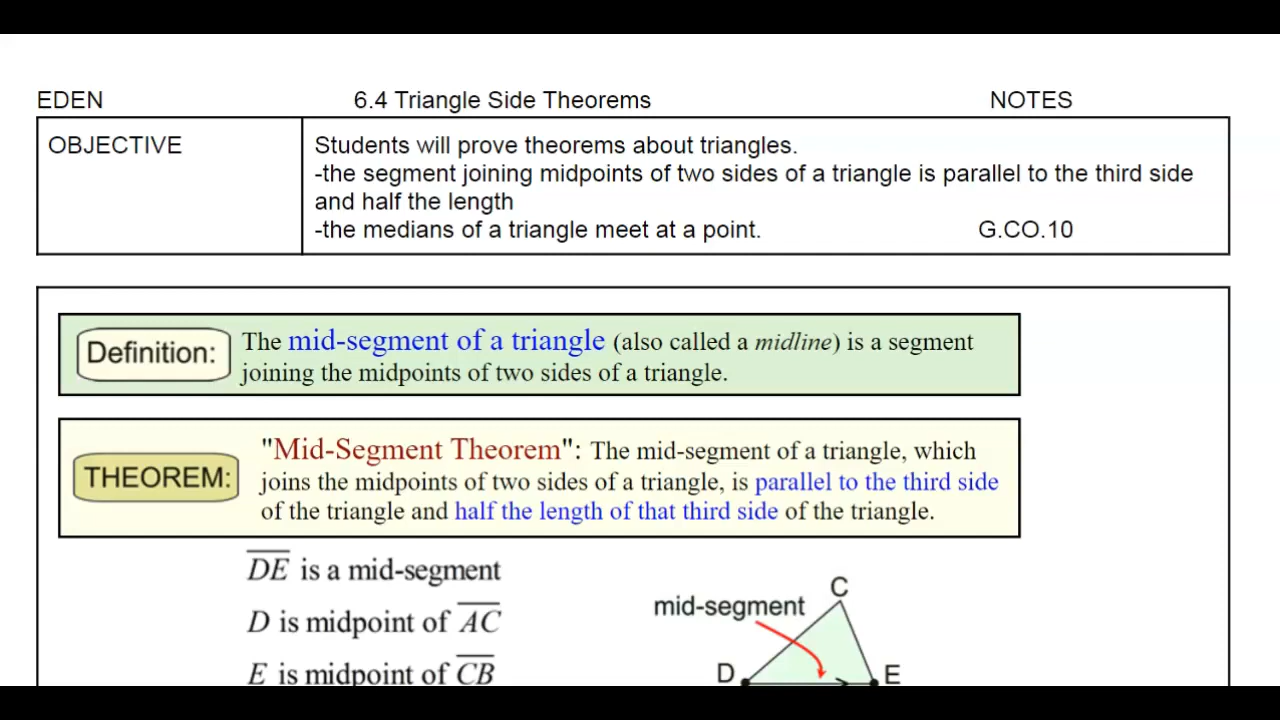 EDEN 6.4 Triangle Side Theorems NOTES
OBJECTIVE Students will prove theorems about triangles.
-the segment joining midpoints of two sides of a triangle is parallel to the third side
and half the length
-the medians of a triangle meet at a point. G.CO.10
Definition: The mid-segment of a triangle (also called a midline) is a segment
joining the midpoints of two sides of a triangle.
THEOREM: "Mid-Segment Theorem": The mid-segment of a triangle, which
joins the midpoints of two sides of a triangle, is parallel to the third side
of the triangle and half the length of that third side of the triangle.
DE is a mid-segment
D is midpoint of AC
E is midpoint of CB
C
mid-segment
D E